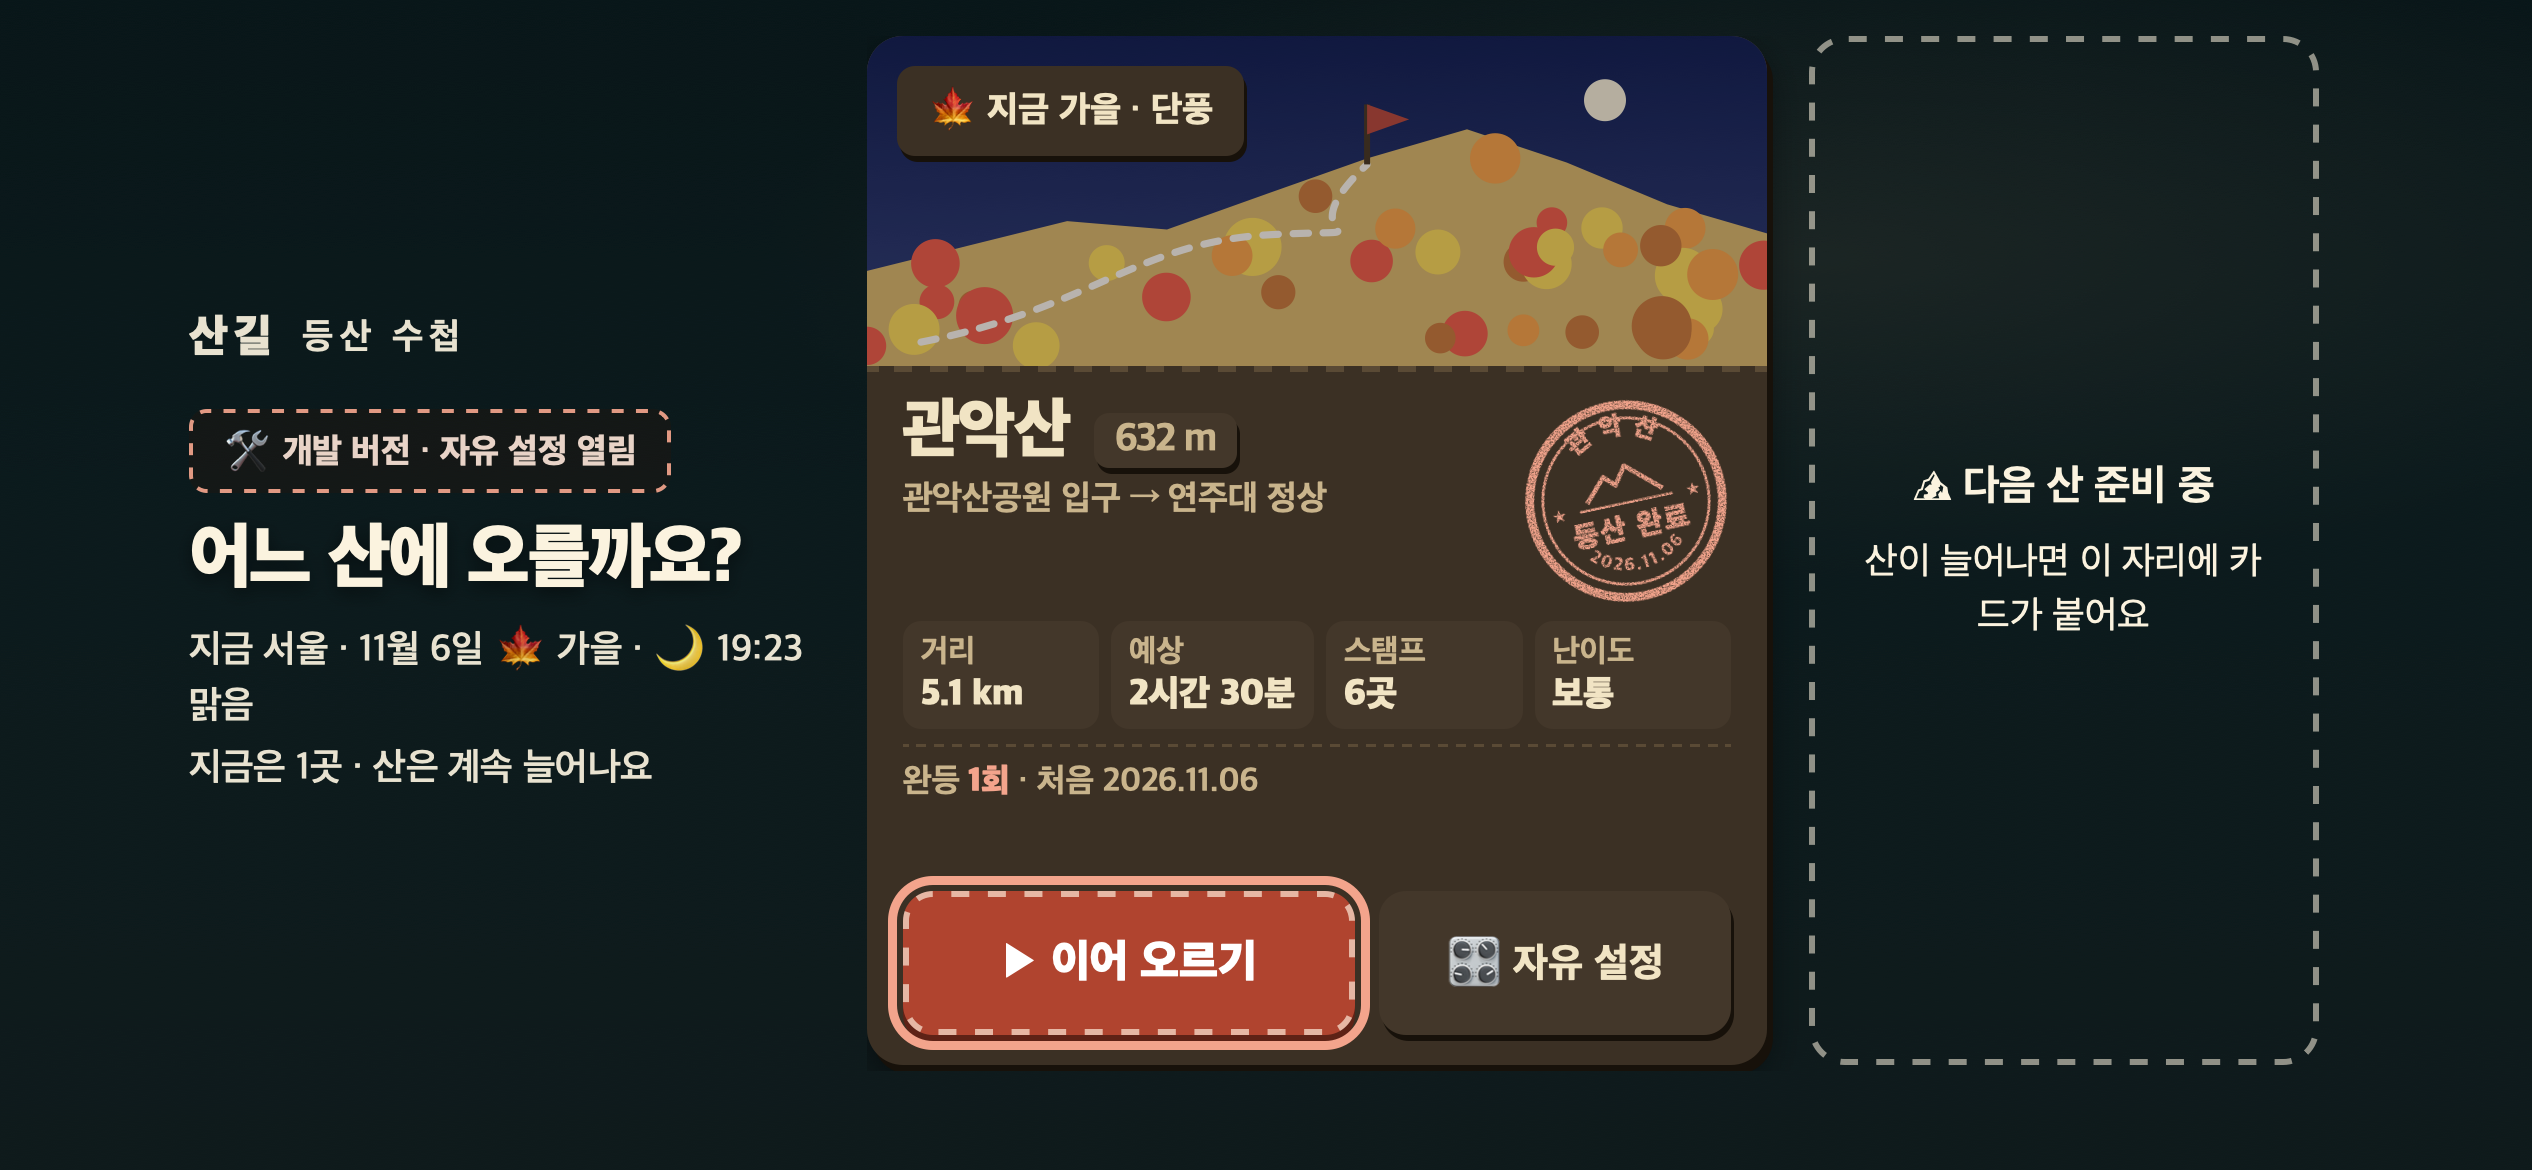 산길 등산 수첩
🛠 개발 버전 · 자유 설정 열림
어느 산에 오를까요?
지금 서울 · 11월 6일 🍁 가을 · 🌙 19:23
맑음
지금은 1곳 · 산은 계속 늘어나요
🍁 지금 가을 · 단풍
관악산 632 m
관악산공원 입구 → 연주대 정상
관악산
등산 완료
2026.11.06
거리 예상 스탬프 난이도
5.1 km 2시간 30분 6곳 보통
완등 1회 · 처음 2026.11.06
▶ 이어 오르기
🎛 자유 설정
🏔 다음 산 준비 중
산이 늘어나면 이 자리에 카
드가 붙어요